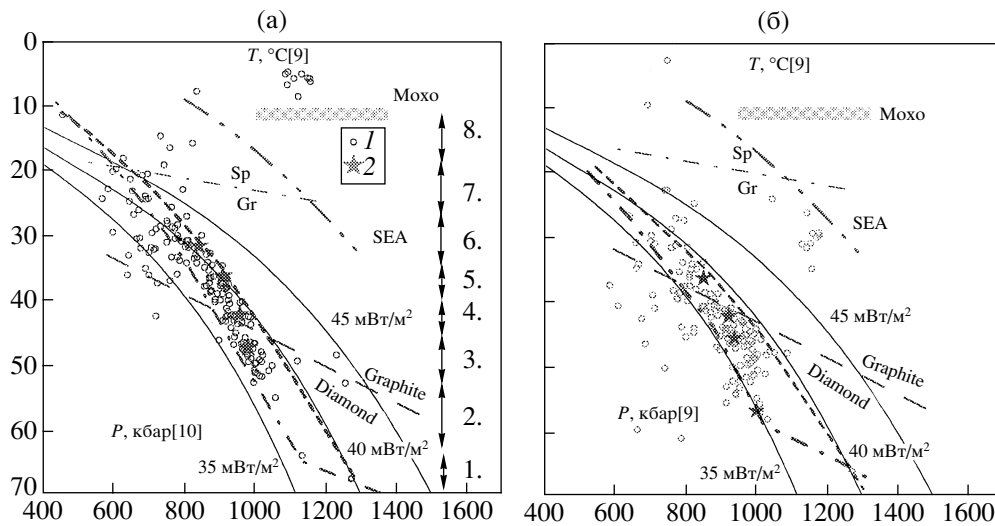 (а)
(б)
0
10
20
30
40
50
60
70
T, °C[9]
Мохо
1
2
Sp
Gr
SEA
45 мВт/м²
Graphite
Diamond
P, кбар[10]
40 мВт/м²
35 мВт/м²
8.
7.
6.
5.
4.
3.
2.
1.
400 600 800 1000 1200 1400 1600
T, °C[9]
Мохо
Sp
Gr
SEA
45 мВт/м²
Graphite
Diamond
P, кбар[9]
40 мВт/м²
35 мВт/м²
400 600 800 1000 1200 1400 1600